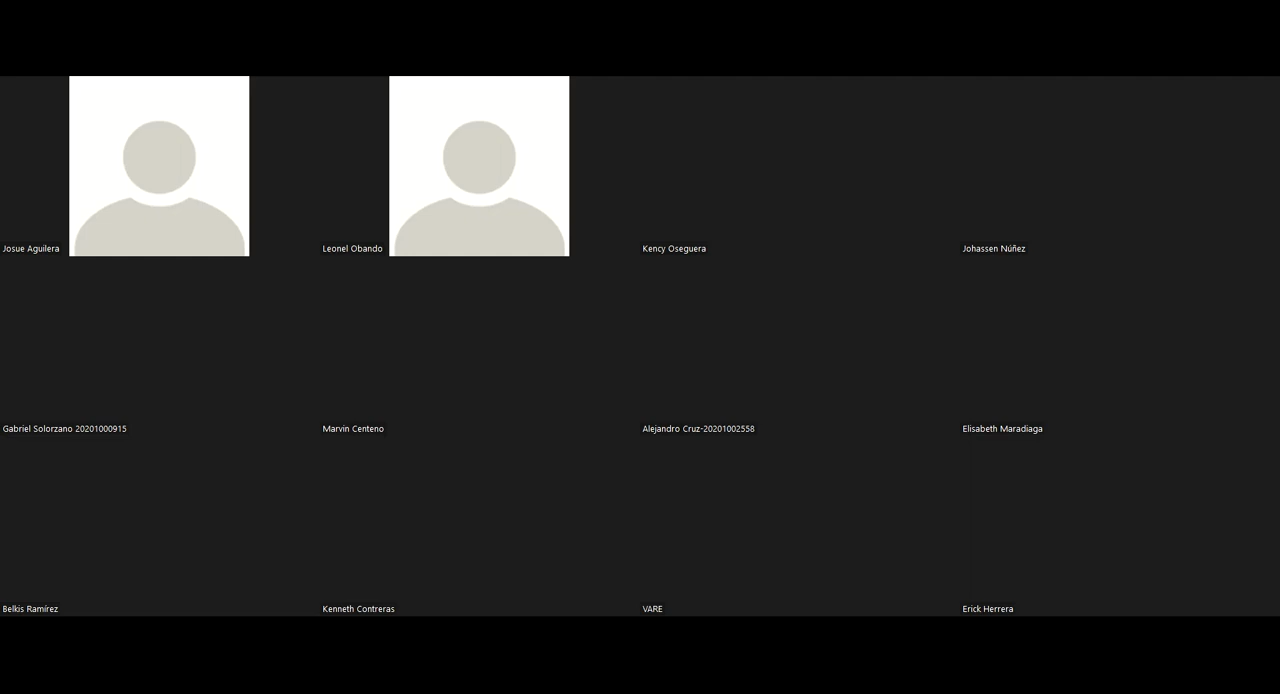 Josue Aguilera
Leonel Obando
Kency Oseguera
Johassen Núñez
Gabriel Solorzano 20201000915
Marvin Centeno
Alejandro Cruz-20201002558
Elisabeth Maradiaga
Belkis Ramírez
Kenneth Contreras
VARE
Erick Herrera